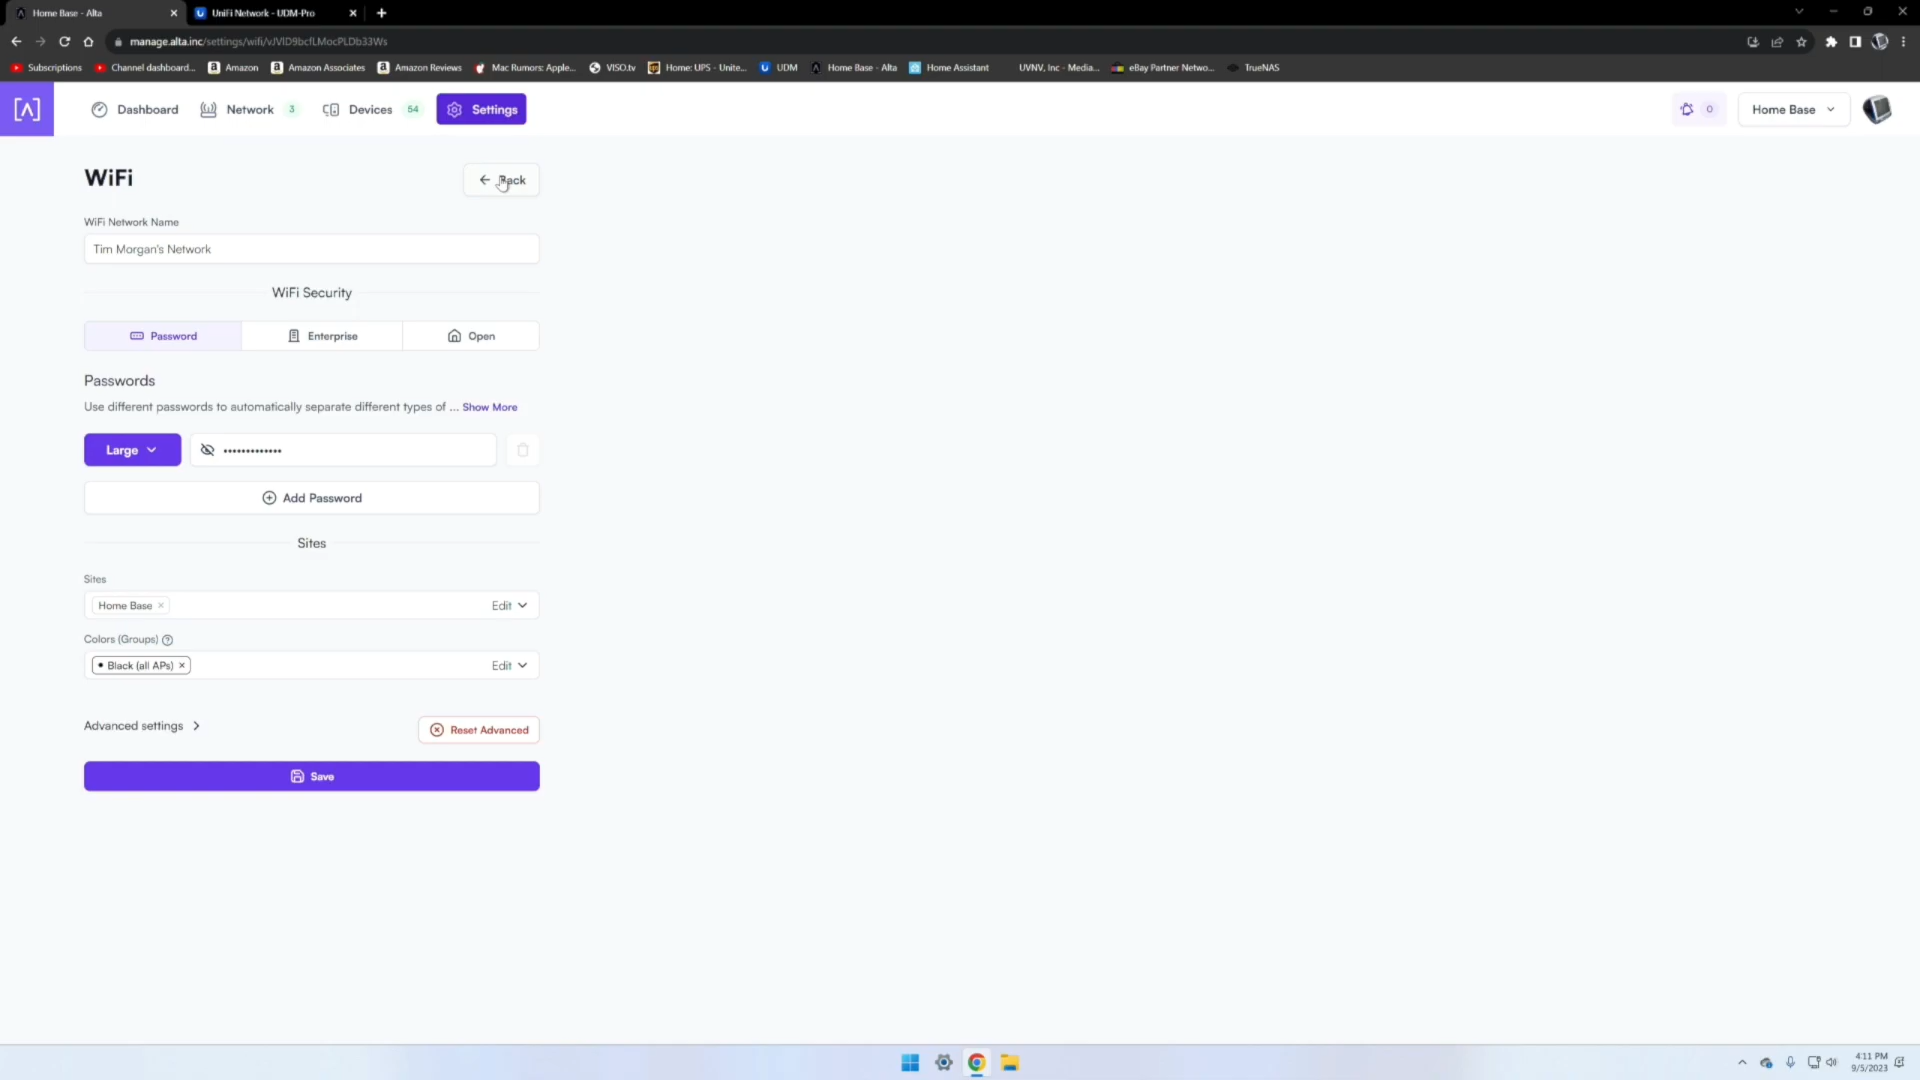 Home Base - Alta
UniFi Network - UDM-Pro
manage.alta.inc/settings/wifi/vJVlD9bcfLMocPLDb33Ws
Subscriptions
Channel dashboard...
Amazon
Amazon Associates
Amazon Reviews
Mac Rumors: Apple...
VISO.tv
Home: UPS - Unite...
UDM
Home Base - Alta
Home Assistant
UVNV, Inc - Media...
eBay Partner Netwo...
TrueNAS
Dashboard
Network 3
Devices 54
Settings
0
Home Base
WiFi
Back
WiFi Network Name
Tim Morgan's Network
WiFi Security
Password
Enterprise
Open
Passwords
Use different passwords to automatically separate different types of ... Show More
Large
Add Password
Sites
Sites
Home Base
Edit
Colors (Groups)
Black (all APs)
Edit
Advanced settings
Reset Advanced
Save
4:11 PM
9/5/2023